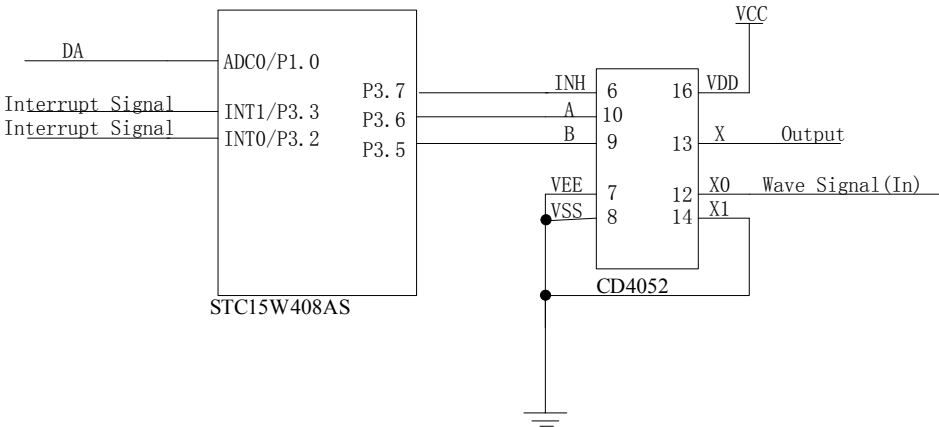 VCC
DA
ADC0/P1.0
P3.7
INH
6
16
VDD
Interrupt Signal
INT1/P3.3
P3.6
A
10
Interrupt Signal
INT0/P3.2
P3.5
B
9
13
X
Output
VEE
7
12
X0
Wave Signal(In)
VSS
8
14
X1
STC15W408AS
CD4052